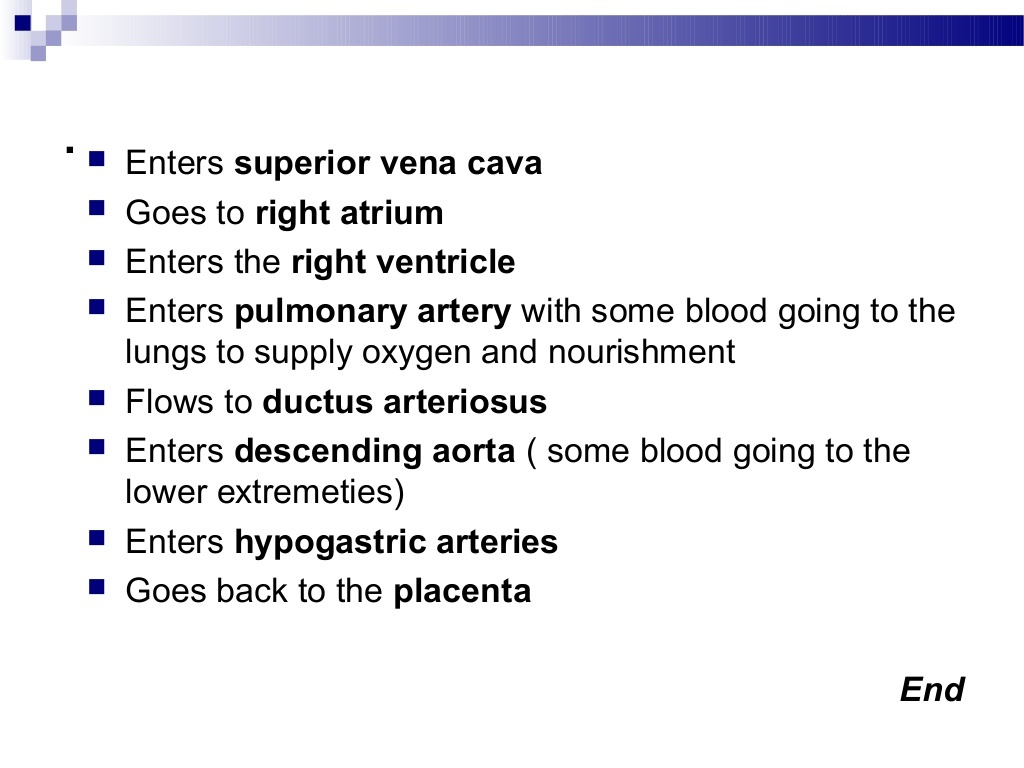 Enters superior vena cava
Goes to right atrium
Enters the right ventricle
Enters pulmonary artery with some blood going to the
lungs to supply oxygen and nourishment
Flows to ductus arteriosus
Enters descending aorta ( some blood going to the
lower extremeties)
Enters hypogastric arteries
Goes back to the placenta
End